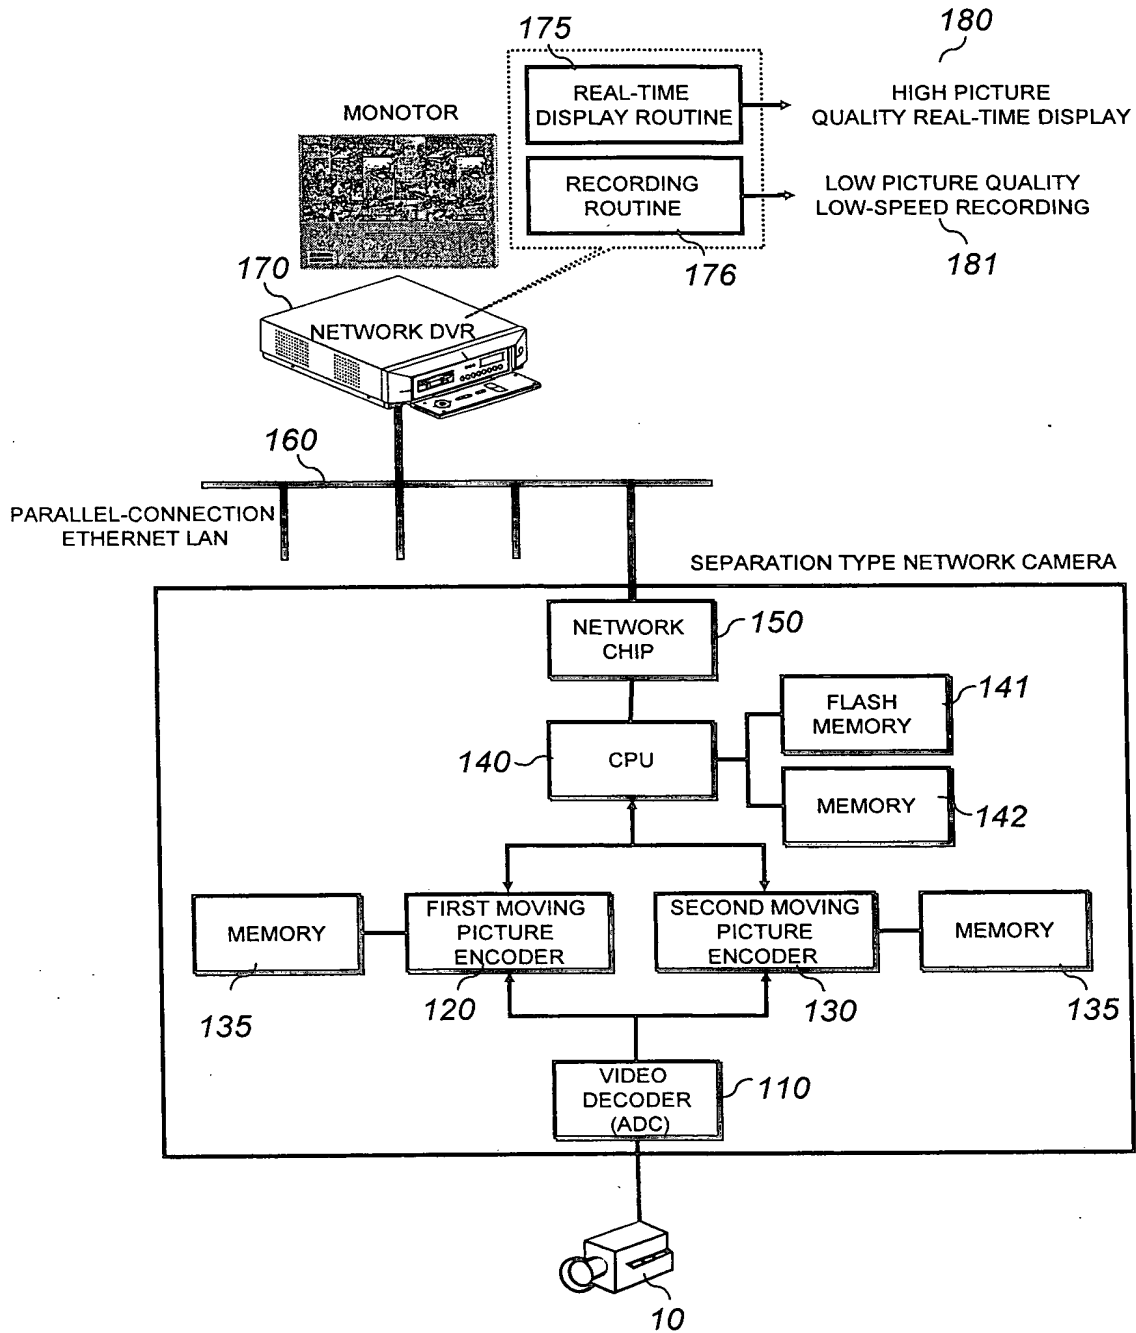 175
180
REAL-TIME
DISPLAY ROUTINE
HIGH PICTURE
QUALITY REAL-TIME DISPLAY
MONOTOR
RECORDING
ROUTINE
LOW PICTURE QUALITY
LOW-SPEED RECORDING
176
181
170
NETWORK DVR
160
PARALLEL-CONNECTION
ETHERNET LAN
SEPARATION TYPE NETWORK CAMERA
NETWORK
CHIP
150
FLASH
MEMORY
141
140
CPU
MEMORY
142
MEMORY
FIRST MOVING
PICTURE
ENCODER
SECOND MOVING
PICTURE
ENCODER
MEMORY
135
120
130
135
VIDEO
DECODER
(ADC)
110
10